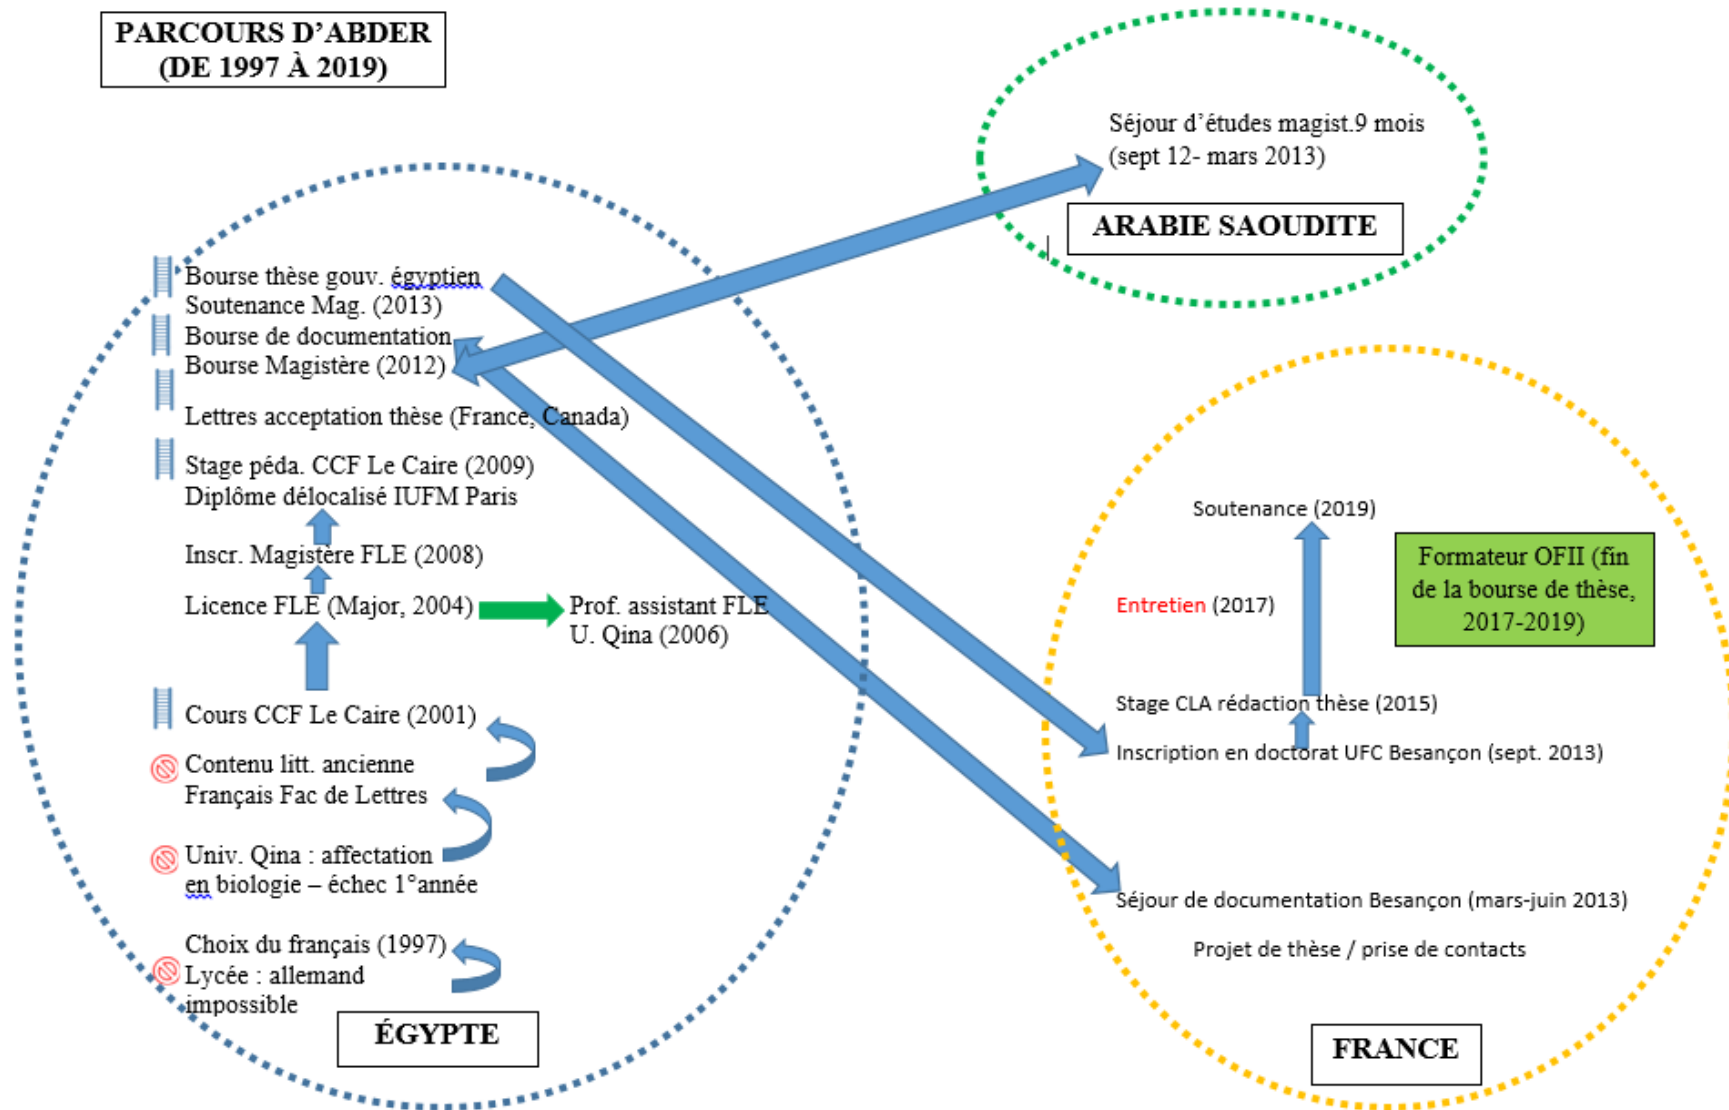 PARCOURS D'ABDER
(DE 1997 À 2019)
Séjour d'études magist.9 mois
(sept 12- mars 2013)
ARABIE SAOUDITE
Bourse thèse gouv. égyptien
Soutenance Mag. (2013)
Bourse de documentation
Bourse Magistère (2012)
Lettres acceptation thèse (France, Canada)
Stage péda. CCF Le Caire (2009)
Diplôme délocalisé IUFM Paris
Inscr. Magistère FLE (2008)
Licence FLE (Major, 2004)
Prof. assistant FLE
U. Qina (2006)
Cours CCF Le Caire (2001)
Contenu litt. ancienne
Français Fac de Lettres
Univ. Qina : affectation
en biologie – échec 1°année
Choix du français (1997)
Lycée : allemand
impossible
ÉGYPTE
Soutenance (2019)
Formateur OFII (fin
de la bourse de thèse,
2017-2019)
Entretien (2017)
Stage CLA rédaction thèse (2015)
Inscription en doctorat UFC Besançon (sept. 2013)
Séjour de documentation Besançon (mars-juin 2013)
Projet de thèse / prise de contacts
FRANCE